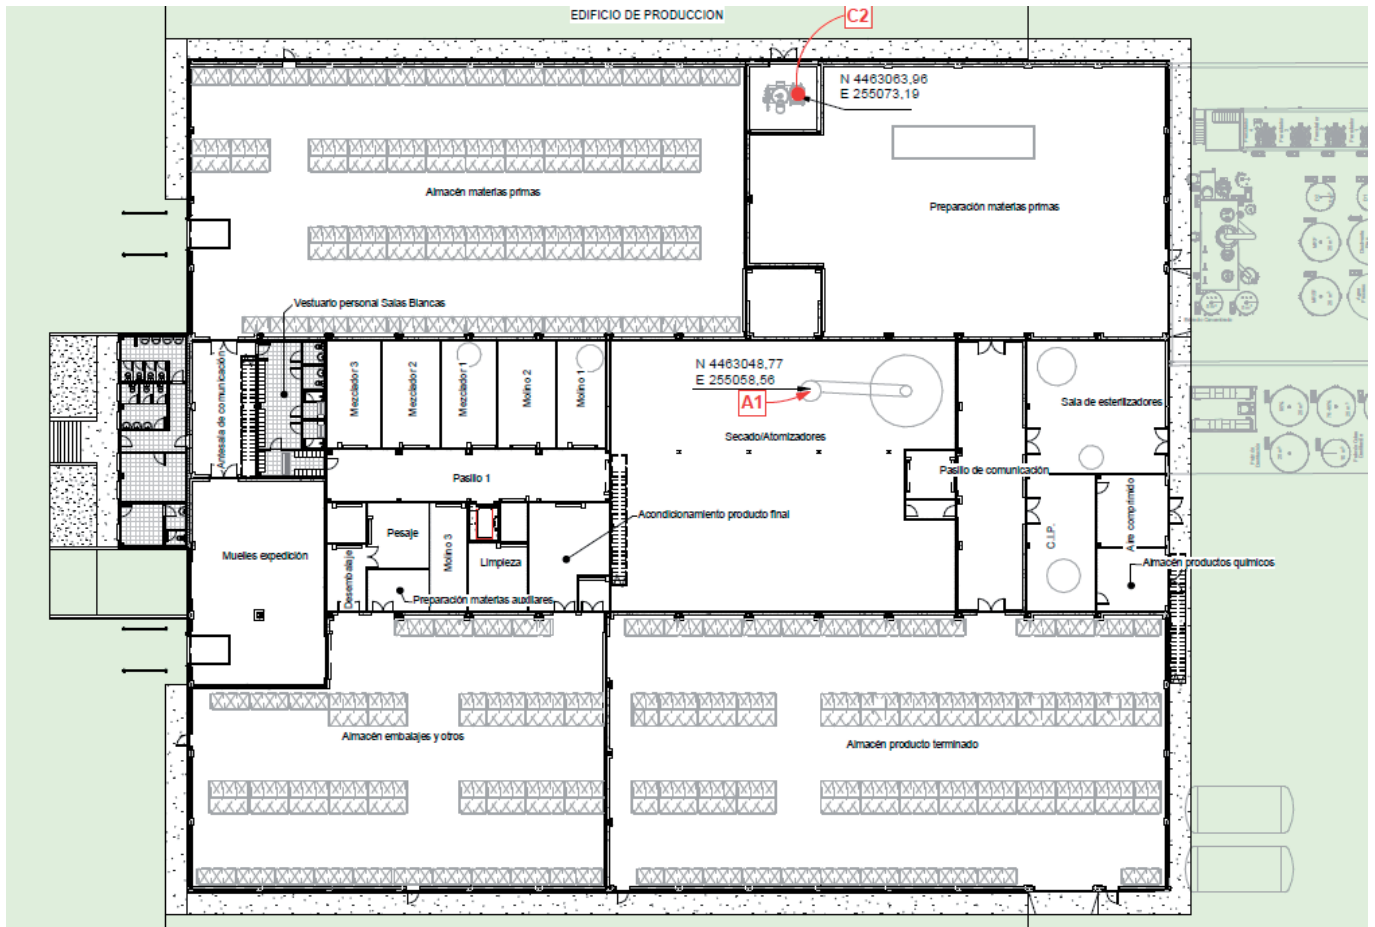 EDIFICIO DE PRODUCCION
C2
N 4463063,96
E 255073,19
Almacén materias primas
Preparación materias primas
Vestuario personal Salas Blancas
Antesala de comunicación
Mezclador 3
Mezclador 2
Mezclador 1
Molino 2
Molino 1
N 4463048,77
E 255058,56
A1
Secado/Atomizadores
Sala de esterilizadores
Pasillo de comunicación
Pasillo 1
Acondicionamiento producto final
Muelles expedición
Desembalaje
Pesaje
Molino 3
Limpieza
Preparación materias auxiliares
C.I.P.
Aire comprimido
Almacén productos químicos
Almacén embalajes y otros
Almacén producto terminado